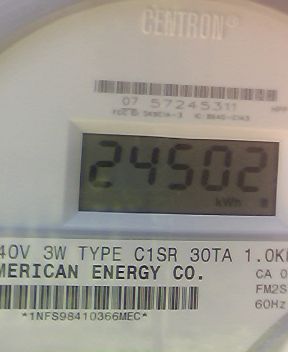 CENTRON®
07 57245311
24502
kWh
40V 3W TYPE C1SR 30TA 1.0K
MERICAN ENERGY CO.
CA 0
FM2S
60Hz
*1NFS98410366MEC*